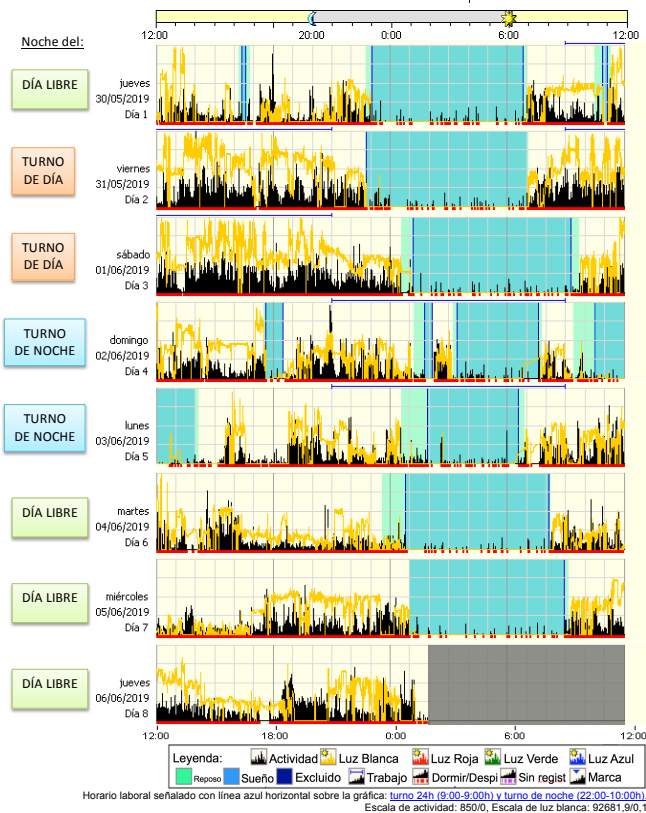 12:00 20:00 0:00 6:00 12:00
Noche del:
DÍA LIBRE
jueves
30/05/2019
Día 1
TURNO
DE DÍA
viernes
31/05/2019
Día 2
TURNO
DE DÍA
sábado
01/06/2019
Día 3
TURNO
DE NOCHE
domingo
02/06/2019
Día 4
TURNO
DE NOCHE
lunes
03/06/2019
Día 5
DÍA LIBRE
martes
04/06/2019
Día 6
DÍA LIBRE
miércoles
05/06/2019
Día 7
DÍA LIBRE
jueves
06/06/2019
Día 8
12:00 18:00 0:00 6:00 12:00
Leyenda: Actividad Luz Blanca Luz Roja Luz Verde Luz Azul
Reposo Sueño Excluido Trabajo Dormir/Despi Sin regist Marca
Horario laboral señalado con línea azul horizontal sobre la gráfica: turno 24h (9:00-9:00h) y turno de noche (22:00-10:00h).
Escala de actividad: 850/0, Escala de luz blanca: 92681,9/0,1